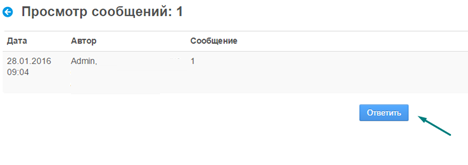 Просмотр сообщений: 1
Дата Автор Сообщение
28.01.2016 Admin, 1
09:04
Ответить